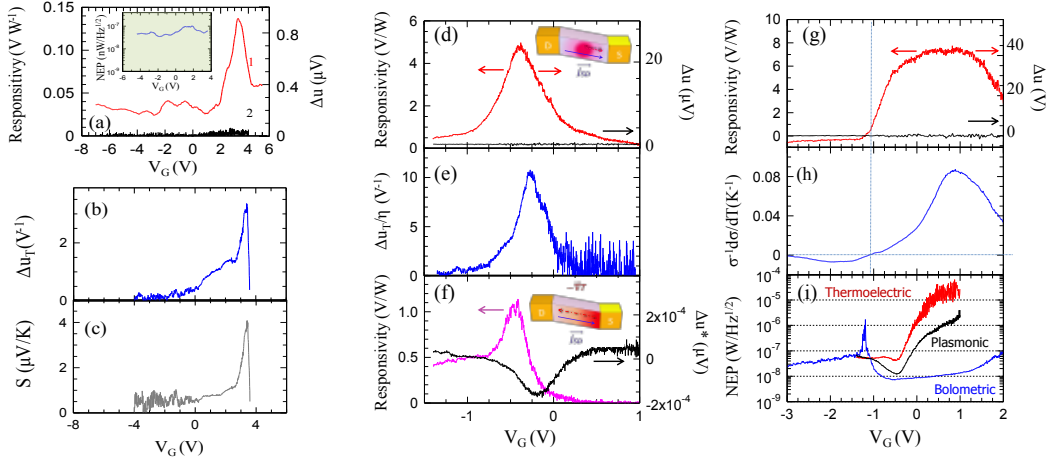 Responsivity (V W⁻¹)
0.15
0.10
0.05
0
NEP (nW/Hz^1/2)
10⁻⁷
10⁻⁹
-6 -4 -2 0 2 4
V_G (V)
1
2
(a)
0.8
0.4
0
Δu (μV)
-8 -6 -4 -2 0 2 4 6
V_G (V)
(b)
Δu_T(V⁻¹)
2
0
(c)
S (μV/K)
4
2
0
-8 -4 0 4
V_G (V)
(d)
Responsivity (V/W)
6
4
2
0
D
S
20
0
Δu (μV)
(e)
Δu_T/η (V⁻¹)
10
5
0
(f)
Responsivity (V/W)
1.0
0.5
0.0
D
S
2x10⁻⁴
0
-2x10⁻⁴
Δu* (μV)
-1 0 1
V_G (V)
(g)
Responsivity (V/W)
10
8
6
4
2
0
40
20
0
Δu (V)
(h)
σ⁻¹dσ/dT(K⁻¹)
0.08
0.04
0
(i)
Thermoelectric
Plasmonic
Bolometric
NEP (W/Hz^1/2)
10⁻⁴
10⁻⁵
10⁻⁶
10⁻⁷
10⁻⁸
10⁻⁹
-3 -2 -1 0 1 2
V_G (V)